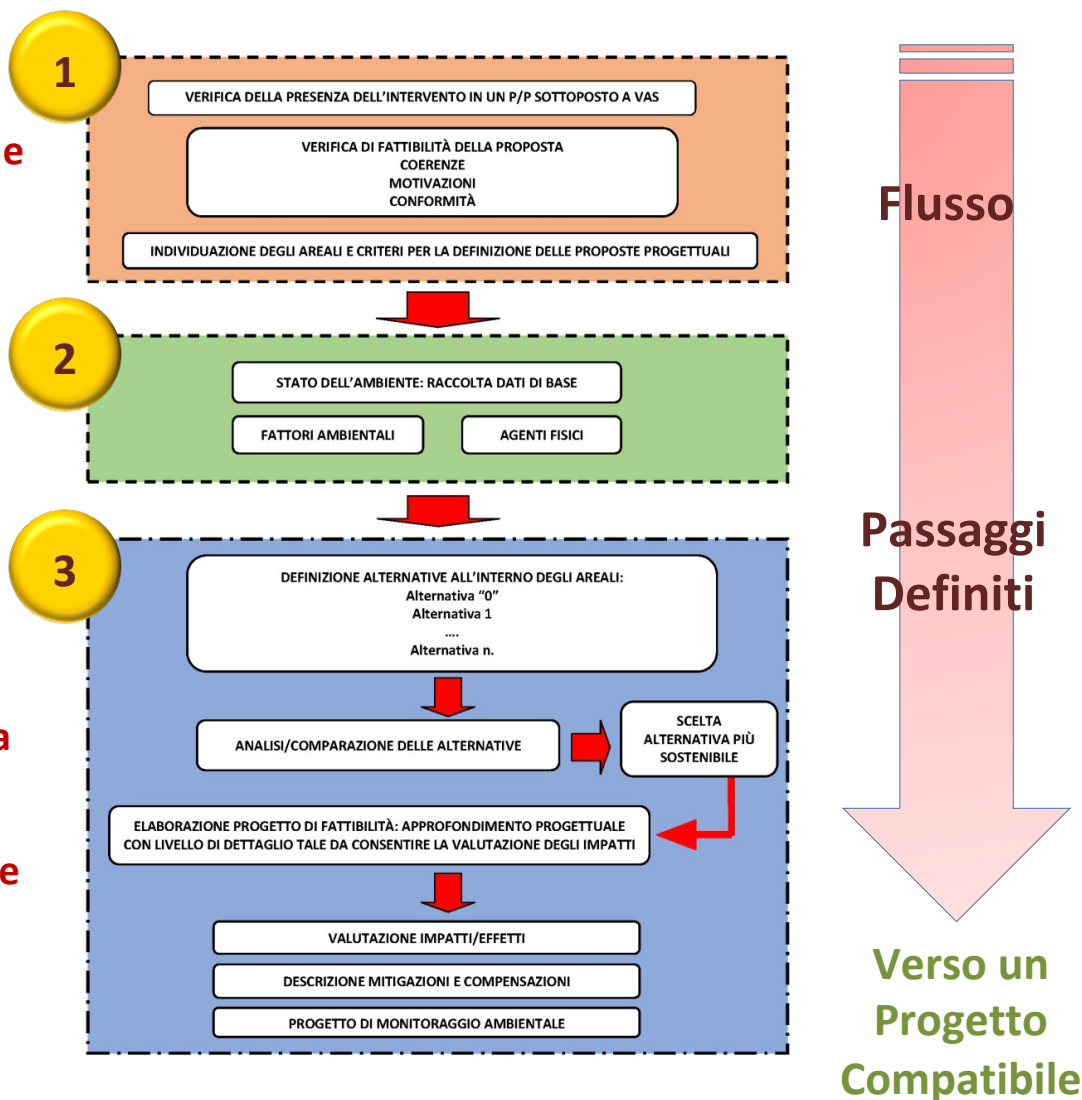 1
VERIFICA DELLA PRESENZA DELL'INTERVENTO IN UN P/P SOTTOPOSTO A VAS
e
VERIFICA DI FATTIBILITÀ DELLA PROPOSTA
COERENZE
MOTIVAZIONI
CONFORMITÀ
INDIVIDUAZIONE DEGLI AREALI E CRITERI PER LA DEFINIZIONE DELLE PROPOSTE PROGETTUALI
2
STATO DELL'AMBIENTE: RACCOLTA DATI DI BASE
FATTORI AMBIENTALI
AGENTI FISICI
3
DEFINIZIONE ALTERNATIVE ALL'INTERNO DEGLI AREALI:
Alternativa "0"
Alternativa 1
....
Alternativa n.
a
ANALISI/COMPARAZIONE DELLE ALTERNATIVE
SCELTA
ALTERNATIVA PIÙ
SOSTENIBILE
ELABORAZIONE PROGETTO DI FATTIBILITÀ: APPROFONDIMENTO PROGETTUALE
CON LIVELLO DI DETTAGLIO TALE DA CONSENTIRE LA VALUTAZIONE DEGLI IMPATTI
e
VALUTAZIONE IMPATTI/EFFETTI
DESCRIZIONE MITIGAZIONI E COMPENSAZIONI
PROGETTO DI MONITORAGGIO AMBIENTALE
Flusso
Passaggi
Definiti
Verso un
Progetto
Compatibile